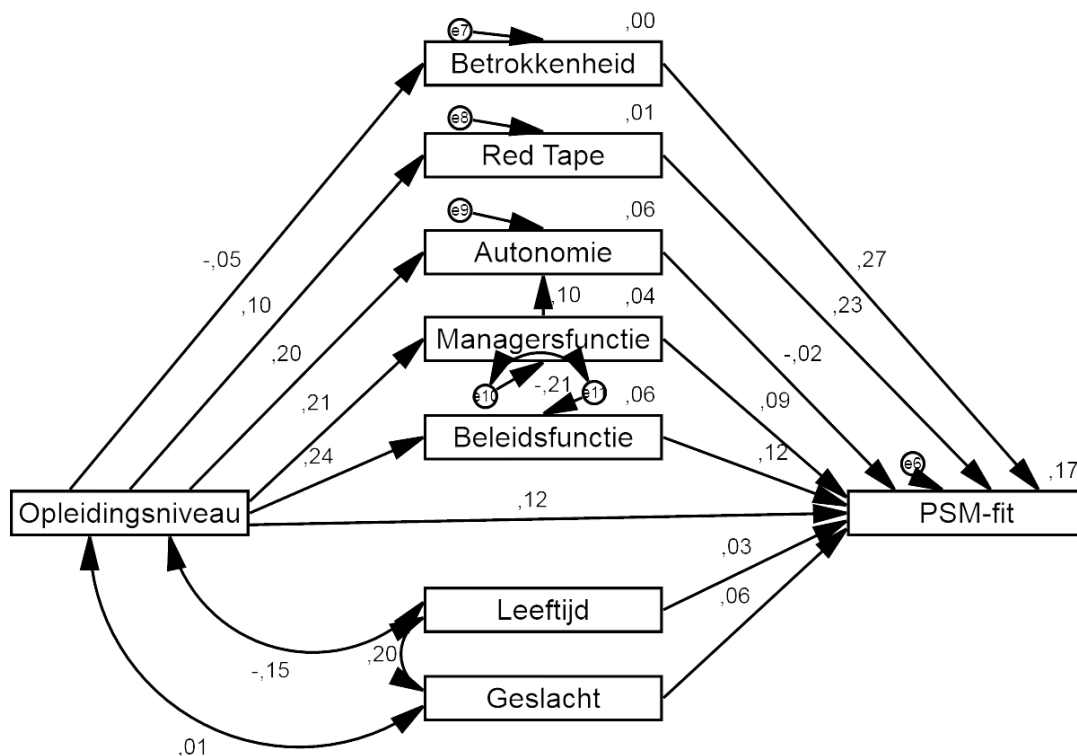 e7
,00
Betrokkenheid
e8
,01
Red Tape
e9
,06
Autonomie
-,05
,10
,20
,21
,24
,10
,04
Managersfunctie
e10
-,21
e11
,06
Beleidsfunctie
,27
,23
-,02
,09
,12
e6
,17
Opleidingsniveau
,12
PSM-fit
,03
,06
Leeftijd
-,15
,20
Geslacht
,01